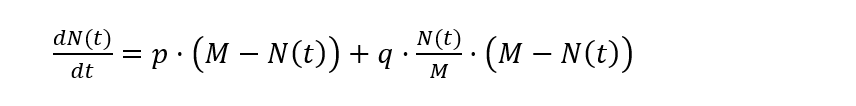 dN(t)/dt = p · (M − N(t)) + q · N(t)/M · (M − N(t))